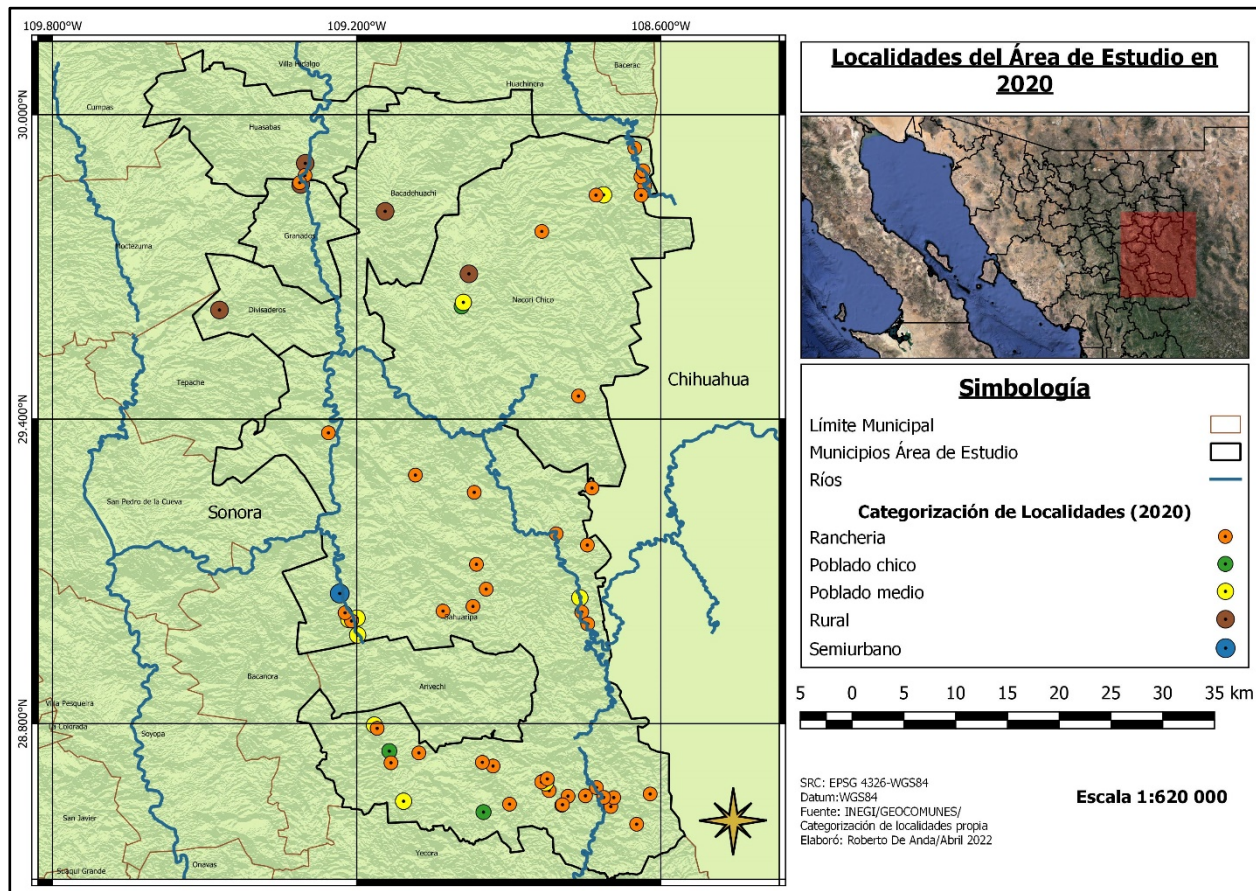 109.800°W
109.200°W
108.600°W
30.000°N
29.400°N
28.800°N
Villa Hidalgo
Bacerac
Huachinera
Cumpas
Huasabas
Bacadehuachi
Granados
Moctezuma
Nacori Chico
Divisaderos
Tepache
Chihuahua
San Pedro de la Cueva
Sonora
Sahuaripa
Bacanora
Arivechi
Villa Pesqueira
La Colorada
Soyopa
San Javier
Yecora
Onavas
Suaqui Grande
Localidades del Área de Estudio en
2020
Simbología
Límite Municipal
Municipios Área de Estudio
Ríos
Categorización de Localidades (2020)
Rancheria
Poblado chico
Poblado medio
Rural
Semiurbano
5 0 5 10 15 20 25 30 35 km
SRC: EPSG 4326-WGS84
Datum:WGS84
Fuente: INEGI/GEOCOMUNES/
Categorización de localidades propia
Elaboró: Roberto De Anda/Abril 2022
Escala 1:620 000